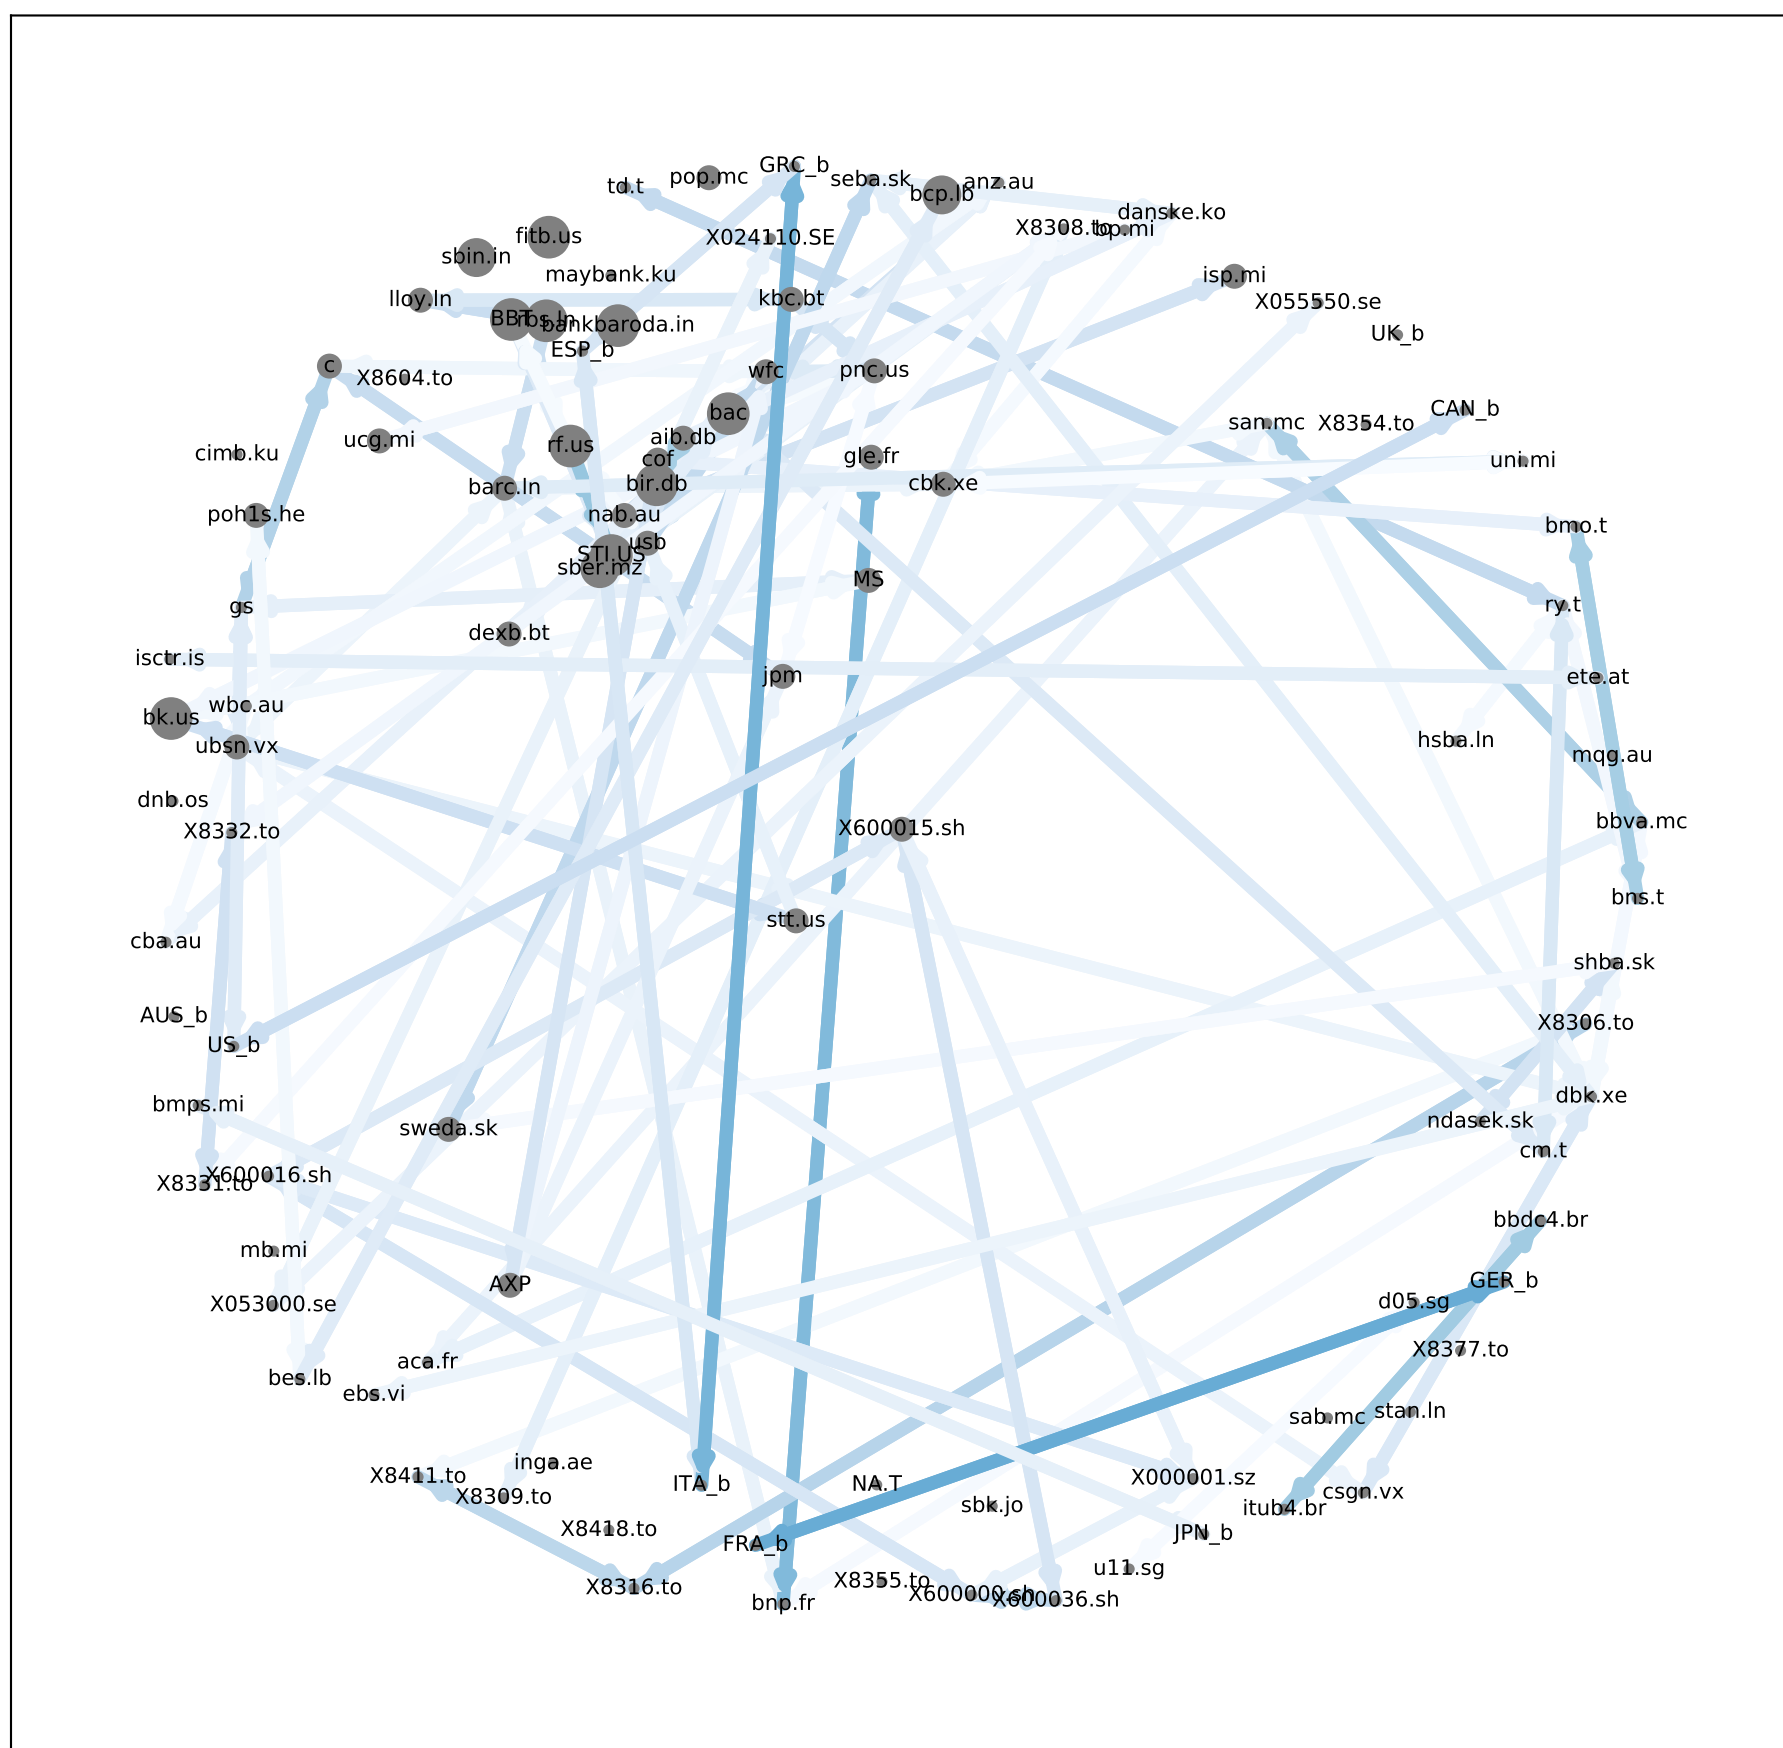 GRC_b
pop.mc
seba.sk
anz.au
td.t
bcp.lb
danske.ko
X8308.to
bp.mi
fitb.us
X024110.SE
sbin.in
maybank.ku
isp.mi
lloy.ln
kbc.bt
X055550.se
BBT
rbs.ln
bankbaroda.in
UK_b
ESP_b
c
X8604.to
wfc
pnc.us
bac
CAN_b
san.mc
X8354.to
ucg.mi
rf.us
aib.db
cimb.ku
cof
gle.fr
uni.mi
barc.ln
bir.db
cbk.xe
poh1s.he
nab.au
bmo.t
usb
STI.US
sber.mz
MS
gs
ry.t
dexb.bt
isctr.is
jpm
ete.at
wbc.au
bk.us
ubsn.vx
hsba.ln
mqg.au
dnb.os
X8332.to
X600015.sh
bbva.mc
bns.t
stt.us
cba.au
shba.sk
AUS_b
X8306.to
US_b
bmps.mi
dbk.xe
sweda.sk
ndasek.sk
cm.t
X600016.sh
X8331.to
bbdc4.br
mb.mi
AXP
GER_b
X053000.se
d05.sg
X8377.to
aca.fr
bes.lb
ebs.vi
sab.mc
stan.ln
inga.ae
X8411.to
X8309.to
ITA_b
NA.T
X000001.sz
csgn.vx
sbk.jo
itub4.br
X8418.to
JPN_b
FRA_b
u11.sg
X8316.to
X8355.to
X600000.sh
X600036.sh
bnp.fr